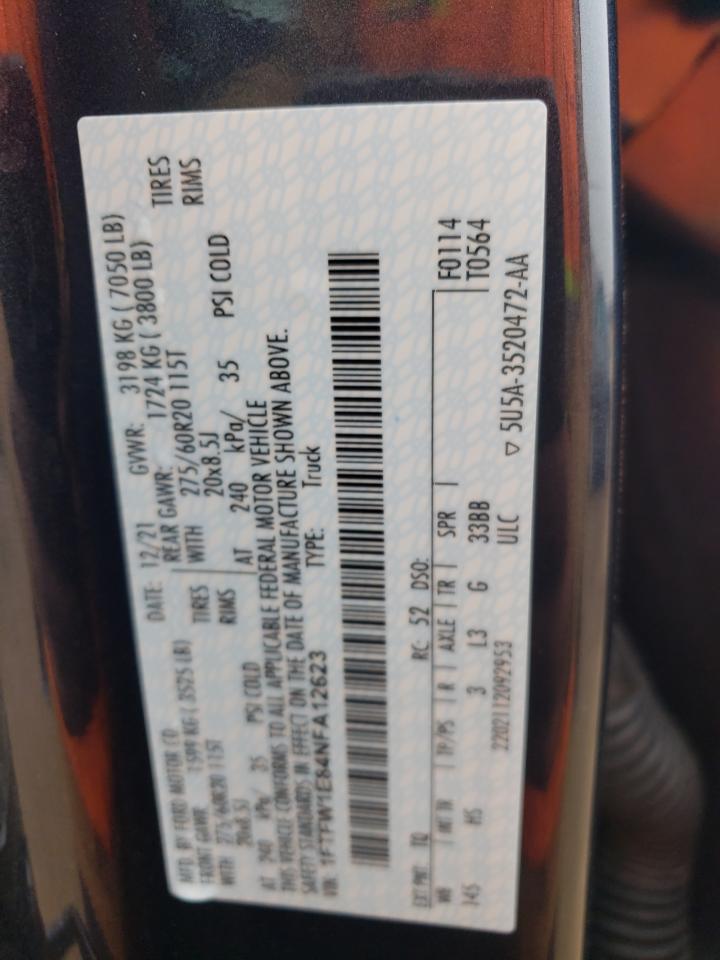 MFD. BY FORD MOTOR CO
DATE: 12/21 GVWR: 3198 KG ( 7050 LB)
FRONT GAWR: 1599 KG ( 3525 LB) REAR GAWR: 1724 KG ( 3800 LB)
WITH 275/60R20 115T TIRES WITH 275/60R20 115T TIRES
20x8.5J RIMS 20x8.5J RIMS
AT 240 kPa/ 35 PSI COLD AT 240 kPa/ 35 PSI COLD
THIS VEHICLE CONFORMS TO ALL APPLICABLE FEDERAL MOTOR VEHICLE
SAFETY STANDARDS IN EFFECT ON THE DATE OF MANUFACTURE SHOWN ABOVE.
VIN: 1FTFW1E84NFA12623 TYPE: Truck
EXT PNT: TQ RC: 52 DSO: F0114
WB | INT TR | TP/PS | R | AXLE | TR | SPR | T0564
145 HS 3 L3 G 33BB
2202112092953 ULC ▽ 5U5A-3520472-AA